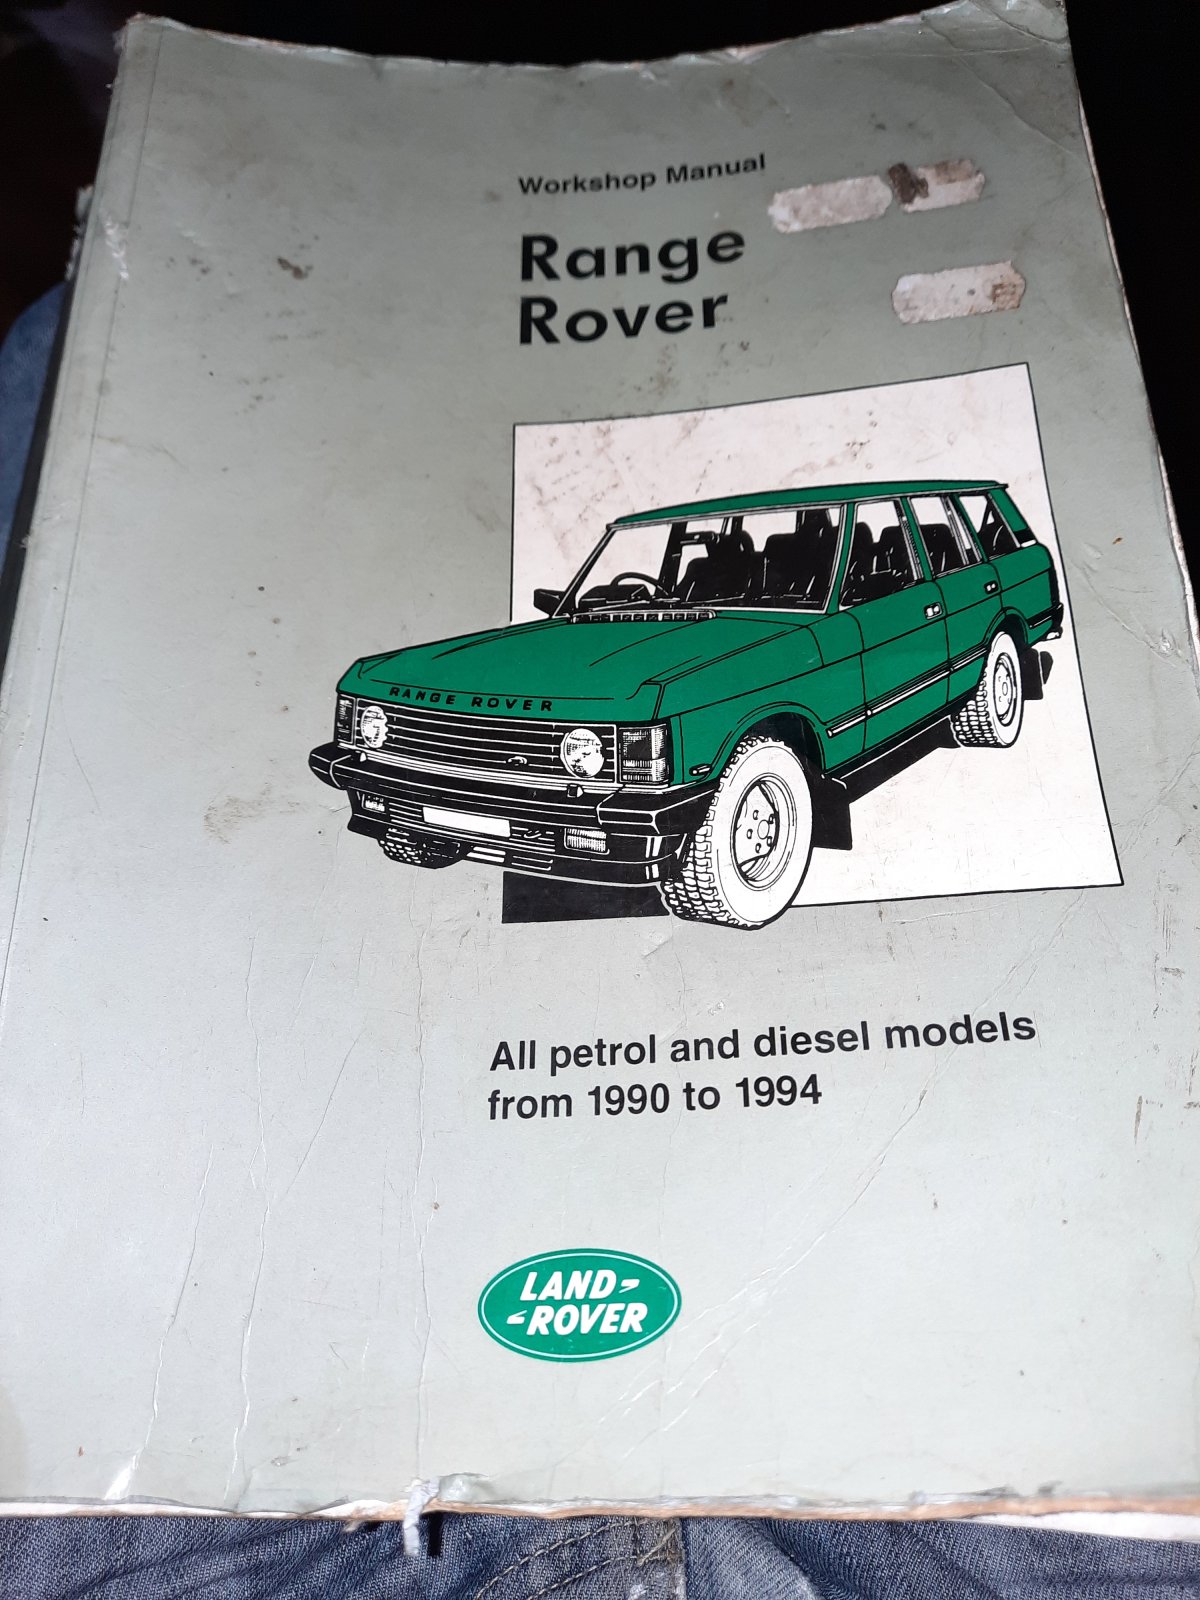 Workshop Manual
Range
Rover
RANGE ROVER
All petrol and diesel models
from 1990 to 1994
LAND
ROVER